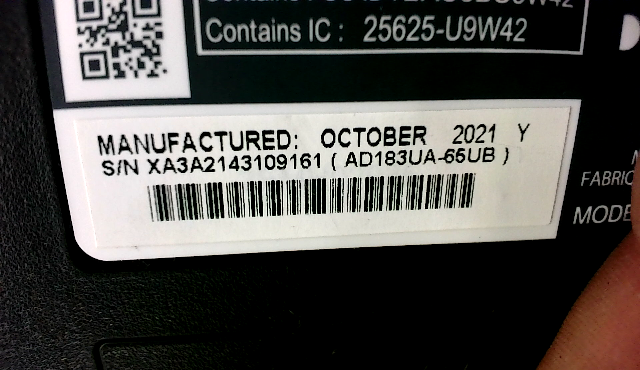 Contains IC : 25625-U9W42
MANUFACTURED: OCTOBER 2021 Y
S/N XA3A2143109161 ( AD183UA-65UB )
FABRIC
MODE